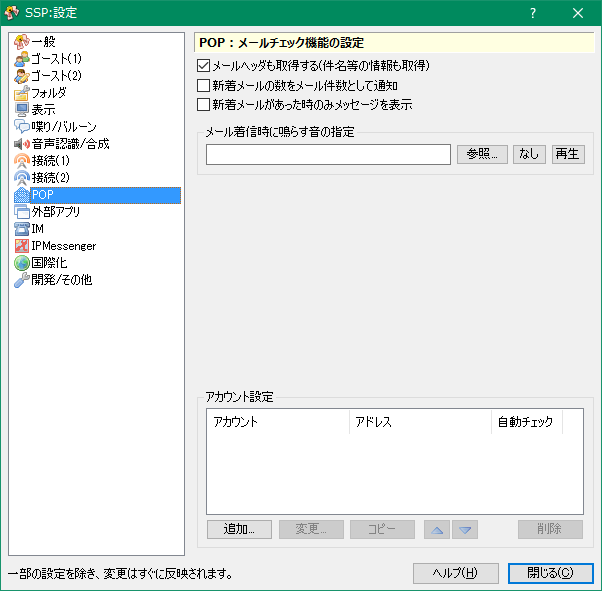 SSP:設定
一般
ゴースト(1)
ゴースト(2)
フォルダ
表示
喋り/バルーン
音声認識/合成
接続(1)
接続(2)
POP
外部アプリ
IM
IPMessenger
国際化
開発/その他
POP：メールチェック機能の設定
メールヘッダも取得する(件名等の情報も取得)
新着メールの数をメール件数として通知
新着メールがあった時のみメッセージを表示
メール着信時に鳴らす音の指定
参照... なし 再生
アカウント設定
アカウント アドレス 自動チェック
追加... 変更... コピー 削除
一部の設定を除き、変更はすぐに反映されます。
ヘルプ(H) 閉じる(C)